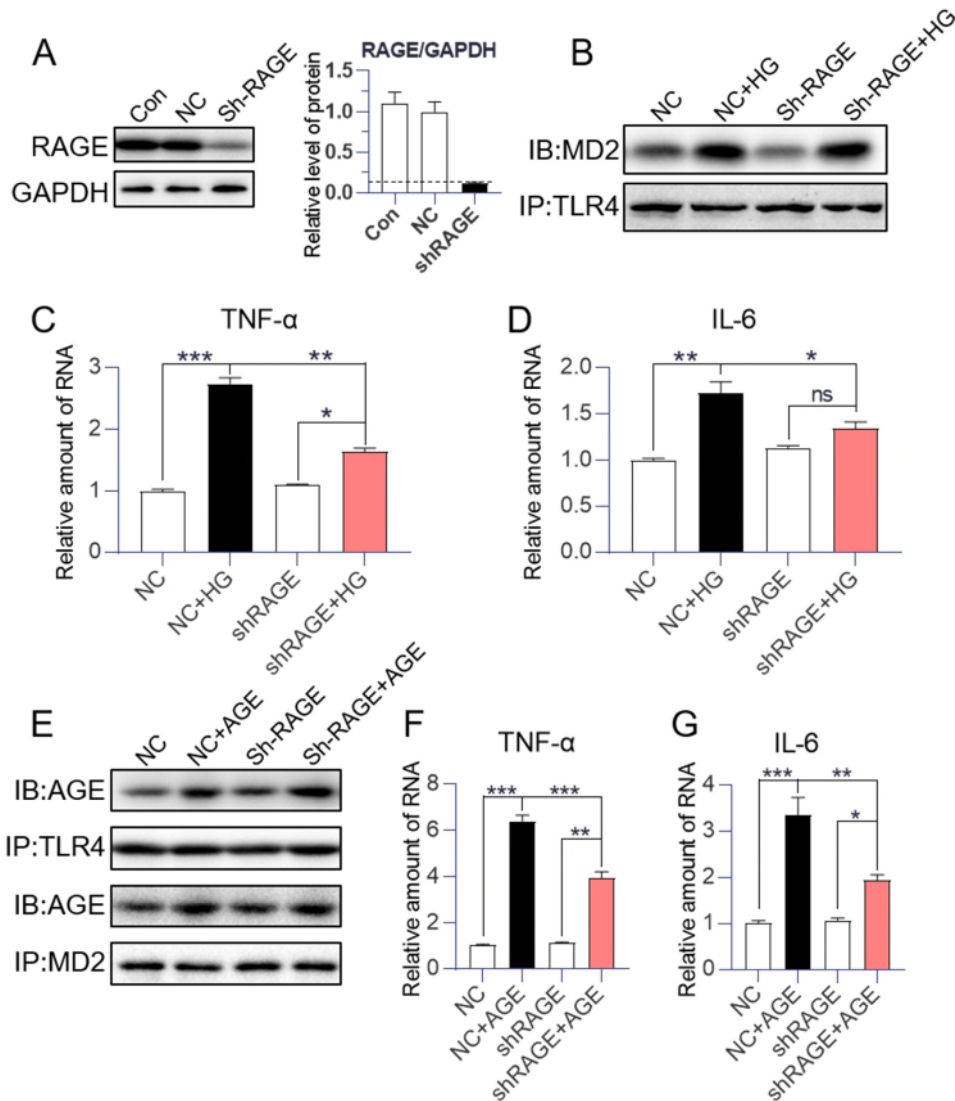 A
Con
NC
Sh-RAGE
RAGE
GAPDH
RAGE/GAPDH
Relative level of protein
1.5
1.0
0.5
0.0
Con
NC
shRAGE
B
NC
NC+HG
Sh-RAGE
Sh-RAGE+HG
IB:MD2
IP:TLR4
C
TNF-α
Relative amount of RNA
3
2
1
0
***
**
*
NC
NC+HG
shRAGE
shRAGE+HG
D
IL-6
Relative amount of RNA
2.0
1.5
1.0
0.5
0.0
**
*
ns
NC
NC+HG
shRAGE
shRAGE+HG
E
NC
NC+AGE
Sh-RAGE
Sh-RAGE+AGE
IB:AGE
IP:TLR4
IB:AGE
IP:MD2
F
TNF-α
Relative amount of RNA
8
6
4
2
0
***
***
**
NC
NC+AGE
shRAGE
shRAGE+AGE
G
IL-6
Relative amount of RNA
4
3
2
1
0
***
**
*
NC
NC+AGE
shRAGE
shRAGE+AGE